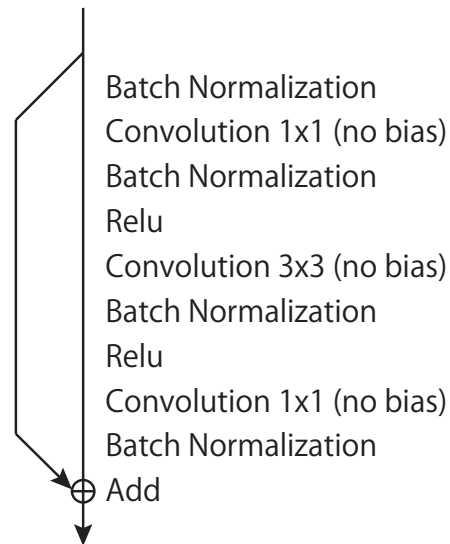 Batch Normalization
Convolution 1x1 (no bias)
Batch Normalization
Relu
Convolution 3x3 (no bias)
Batch Normalization
Relu
Convolution 1x1 (no bias)
Batch Normalization
Add